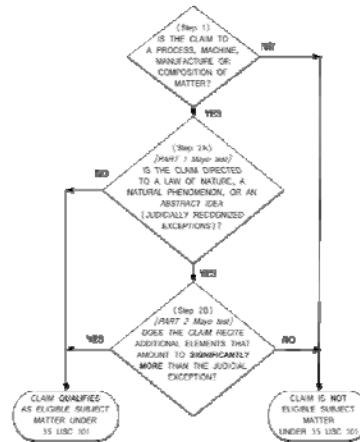 (Step 1)
IS THE CLAIM TO
A PROCESS, MACHINE,
MANUFACTURE OR
COMPOSITION OF
MATTER?
NO
YES
(Step 2A)
[PART 1 Mayo test]
IS THE CLAIM DIRECTED
TO A LAW OF NATURE, A
NATURAL PHENOMENON, OR AN
ABSTRACT IDEA
(JUDICIALLY RECOGNIZED
EXCEPTIONS)?
NO
YES
(Step 2B)
[PART 2 Mayo test]
DOES THE CLAIM RECITE
ADDITIONAL ELEMENTS THAT
AMOUNT TO SIGNIFICANTLY
MORE THAN THE JUDICIAL
EXCEPTION?
YES
NO
CLAIM QUALIFIES
AS ELIGIBLE SUBJECT
MATTER UNDER
35 USC 101
CLAIM IS NOT
ELIGIBLE SUBJECT
MATTER
UNDER 35 USC 101